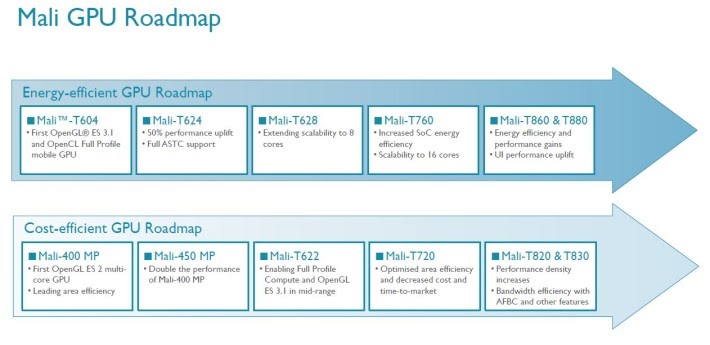 Mali GPU Roadmap
Energy-efficient GPU Roadmap
■ Mali™-T604
• First OpenGL® ES 3.1
and OpenCL Full Profile
mobile GPU
■ Mali-T624
• 50% performance uplift
• Full ASTC support
■ Mali-T628
• Extending scalability to 8
cores
■ Mali-T760
• Increased SoC energy
efficiency
• Scalability to 16 cores
■ Mali-T860 & T880
• Energy efficiency and
performance gains
• UI performance uplift
Cost-efficient GPU Roadmap
■ Mali-400 MP
• First OpenGL ES 2 multi-
core GPU
• Leading area efficiency
■ Mali-450 MP
• Double the performance
of Mali-400 MP
■ Mali-T622
• Enabling Full Profile
Compute and OpenGL
ES 3.1 in mid-range
■ Mali-T720
• Optimised area efficiency
and decreased cost and
time-to-market
■ Mali-T820 & T830
• Performance density
increases
• Bandwidth efficiency with
AFBC and other features